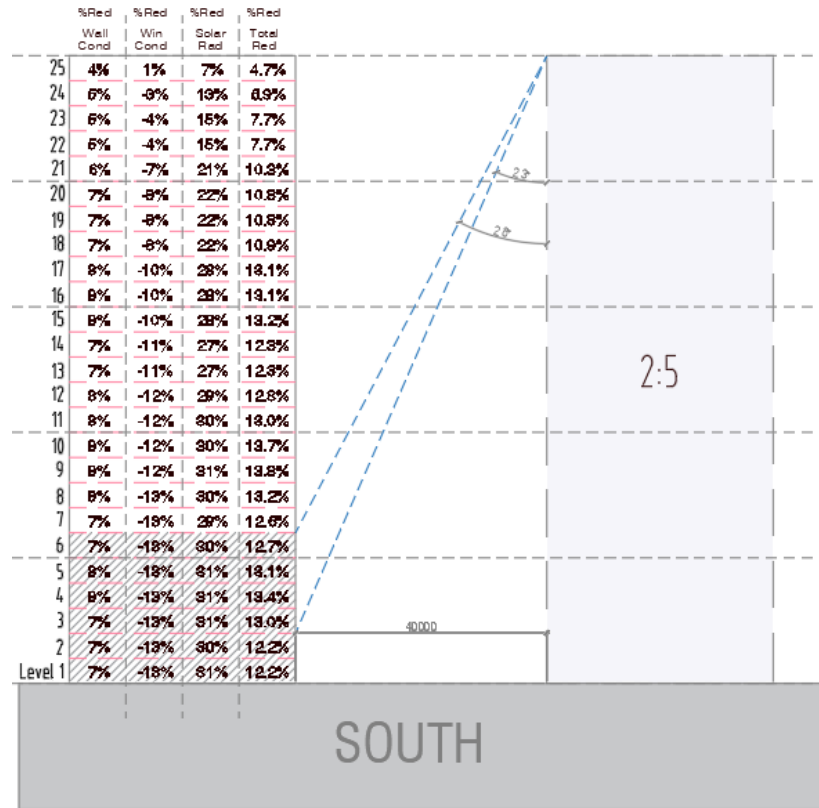 %Red %Red %Red %Red
Wall Cond Win Cond Solar Rad Total Red
25 4% 1% 7% 4.7%
24 5% -3% 13% 6.9%
23 5% -4% 15% 7.7%
22 5% -4% 15% 7.7%
21 6% -7% 21% 10.3%
23°
20 7% -8% 22% 10.8%
19 7% -8% 22% 10.8%
28°
18 7% -8% 22% 10.9%
17 8% -10% 28% 13.1%
16 8% -10% 28% 13.1%
15 8% -10% 28% 13.2%
14 7% -11% 27% 12.3%
13 7% -11% 27% 12.3%
2:5
12 8% -12% 29% 12.8%
11 8% -12% 30% 13.0%
10 8% -12% 30% 13.7%
9 8% -12% 31% 13.8%
8 8% -13% 30% 13.2%
7 7% -13% 29% 12.6%
6 7% -13% 30% 12.7%
5 8% -13% 31% 13.1%
4 8% -13% 31% 13.4%
3 7% -13% 31% 13.0%
40000
2 7% -13% 30% 12.2%
Level 1 7% -13% 31% 12.2%
SOUTH